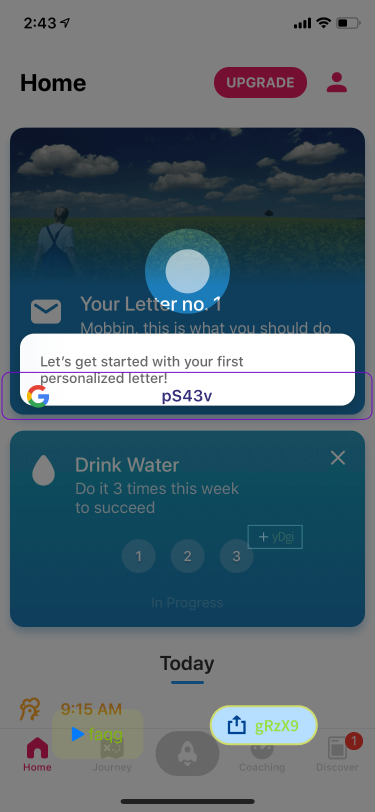 2:43
Home
UPGRADE
Your Letter no. 1
Mobbin, this is what you should do
Let's get started with your first
personalized letter!
pS43v
Drink Water
Do it 3 times this week
to succeed
+ yDgi
1 2 3
In Progress
Today
9:15 AM
faqg
gRzX9
Home
Journey
Coaching
Discover
1